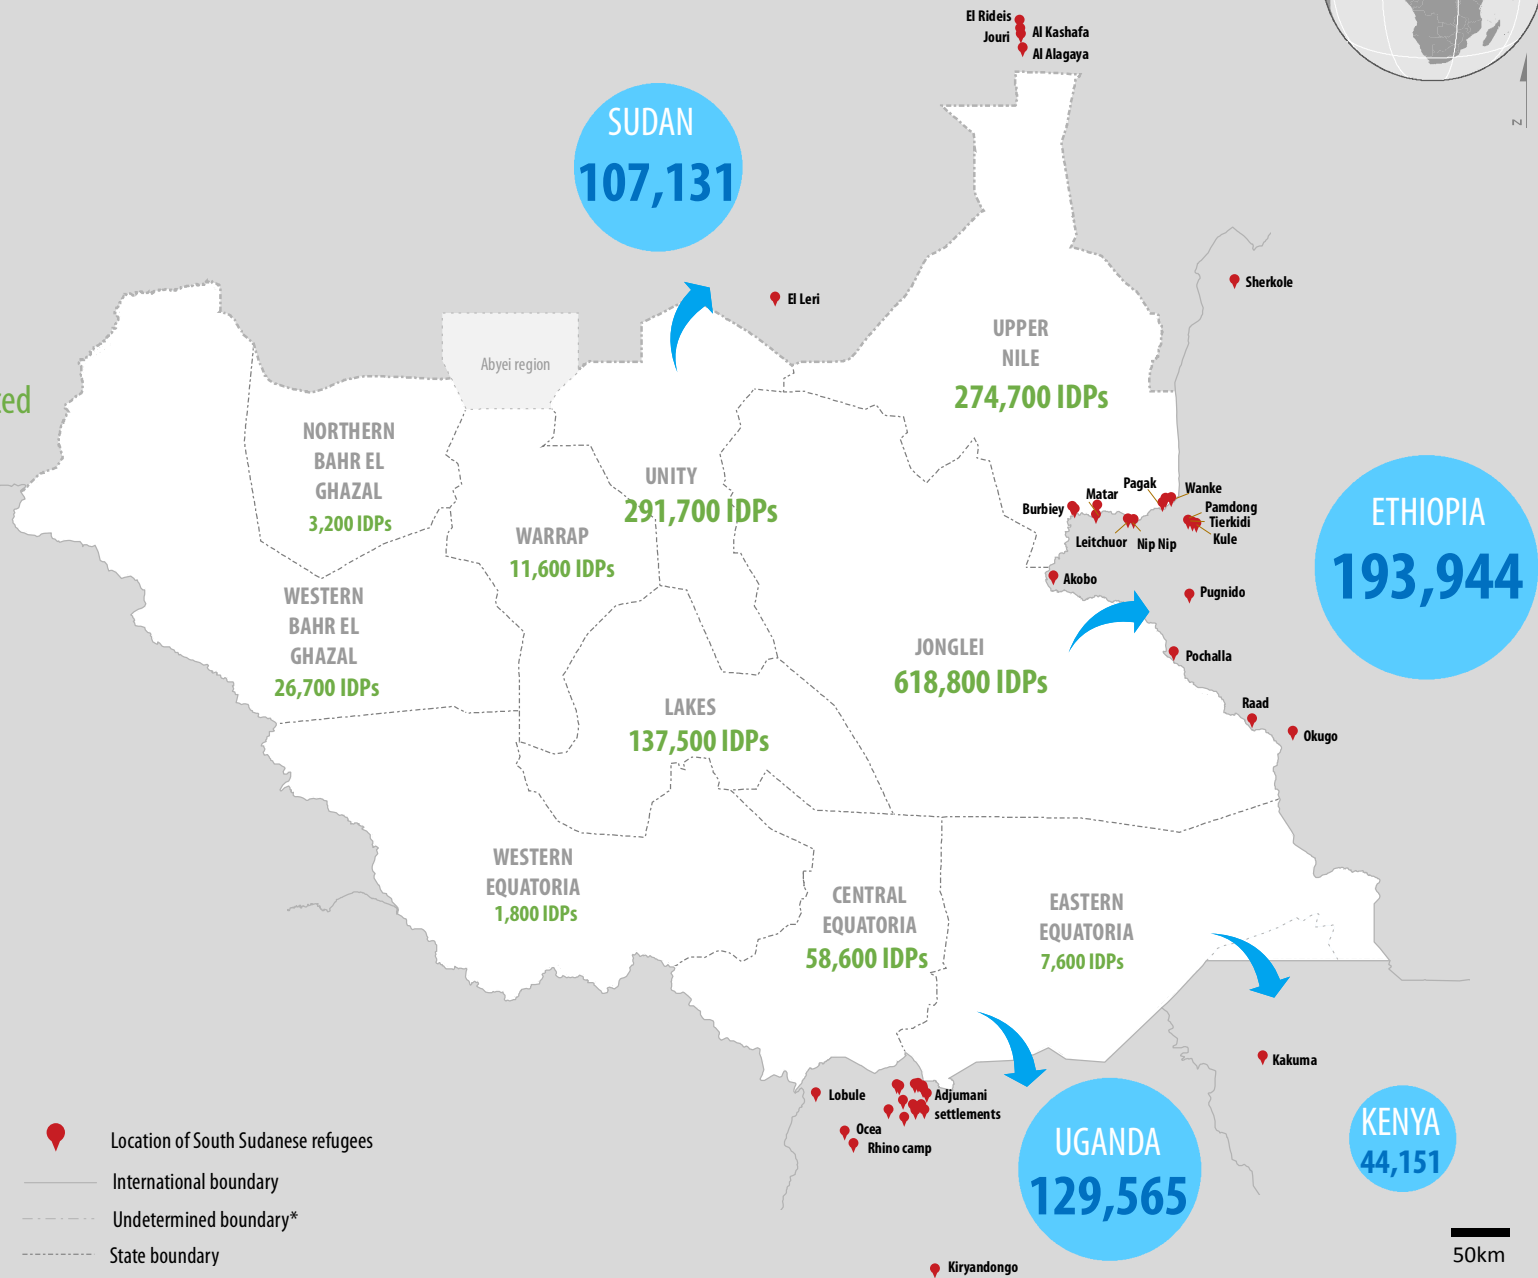 El Rideis
Jouri
Al Kashafa
Al Alagaya
SUDAN
107,131
N
El Leri
Sherkole
Abyei region
UPPER
NILE
274,700 IDPs
NORTHERN
BAHR EL
GHAZAL
3,200 IDPs
UNITY
291,700 IDPs
WARRAP
11,600 IDPs
Pagak
Wanke
Matar
Burbiey
Pamdong
Tierkidi
Kule
Leitchuor
Nip Nip
Akobo
Pugnido
ETHIOPIA
193,944
WESTERN
BAHR EL
GHAZAL
26,700 IDPs
JONGLEI
618,800 IDPs
Pochalla
LAKES
137,500 IDPs
Raad
Okugo
WESTERN
EQUATORIA
1,800 IDPs
CENTRAL
EQUATORIA
58,600 IDPs
EASTERN
EQUATORIA
7,600 IDPs
Kakuma
Lobule
Adjumani
settlements
Ocea
Rhino camp
UGANDA
129,565
KENYA
44,151
Kiryandongo
Location of South Sudanese refugees
International boundary
Undetermined boundary*
State boundary
50km